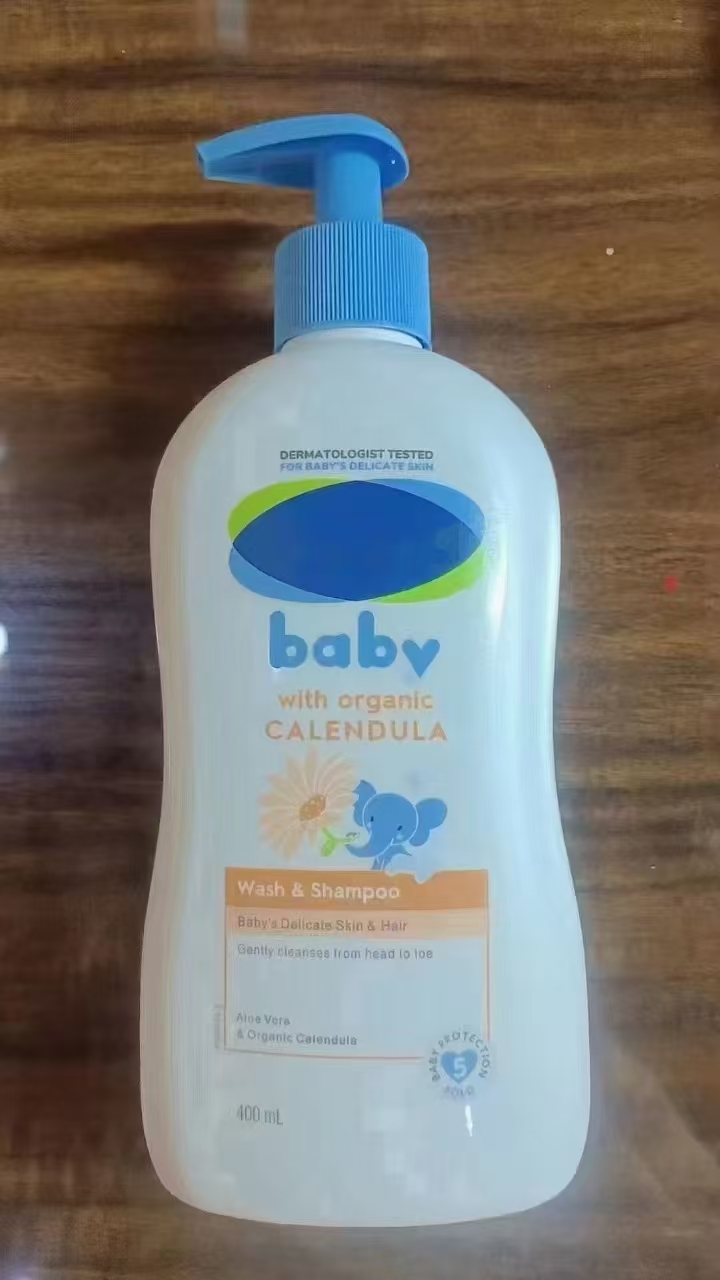 DERMATOLOGIST TESTED
FOR BABY'S DELICATE SKIN
baby
with organic
CALENDULA
Wash & Shampoo
Baby's Delicate Skin & Hair
Gently cleanses from head to toe
Aloe Vera
& Organic Calendula
BABY PROTECTION
5
FOLD
400 mL